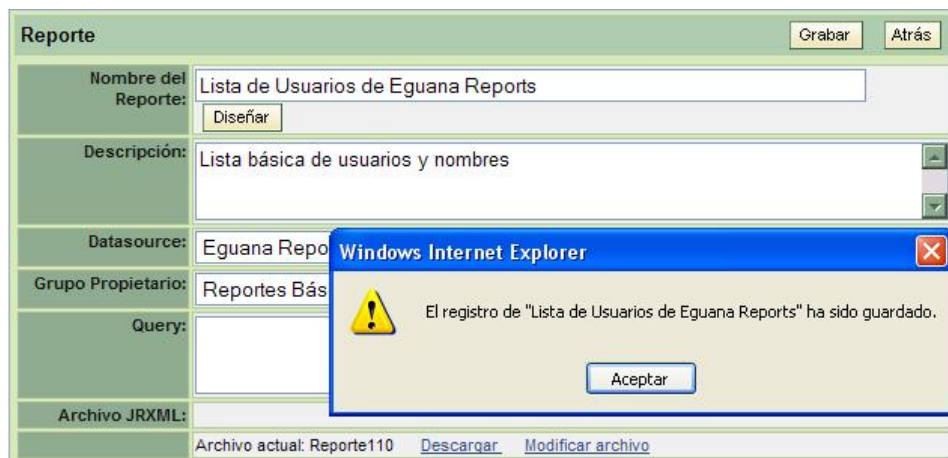 Reporte
Grabar
Atrás
Nombre del
Reporte:
Lista de Usuarios de Eguana Reports
Diseñar
Descripción:
Lista básica de usuarios y nombres
Datasource:
Eguana Repo
Windows Internet Explorer
Grupo Propietario:
Reportes Bás
El registro de "Lista de Usuarios de Eguana Reports" ha sido guardado.
Query:
Aceptar
Archivo JRXML:
Archivo actual: Reporte110 Descargar Modificar archivo